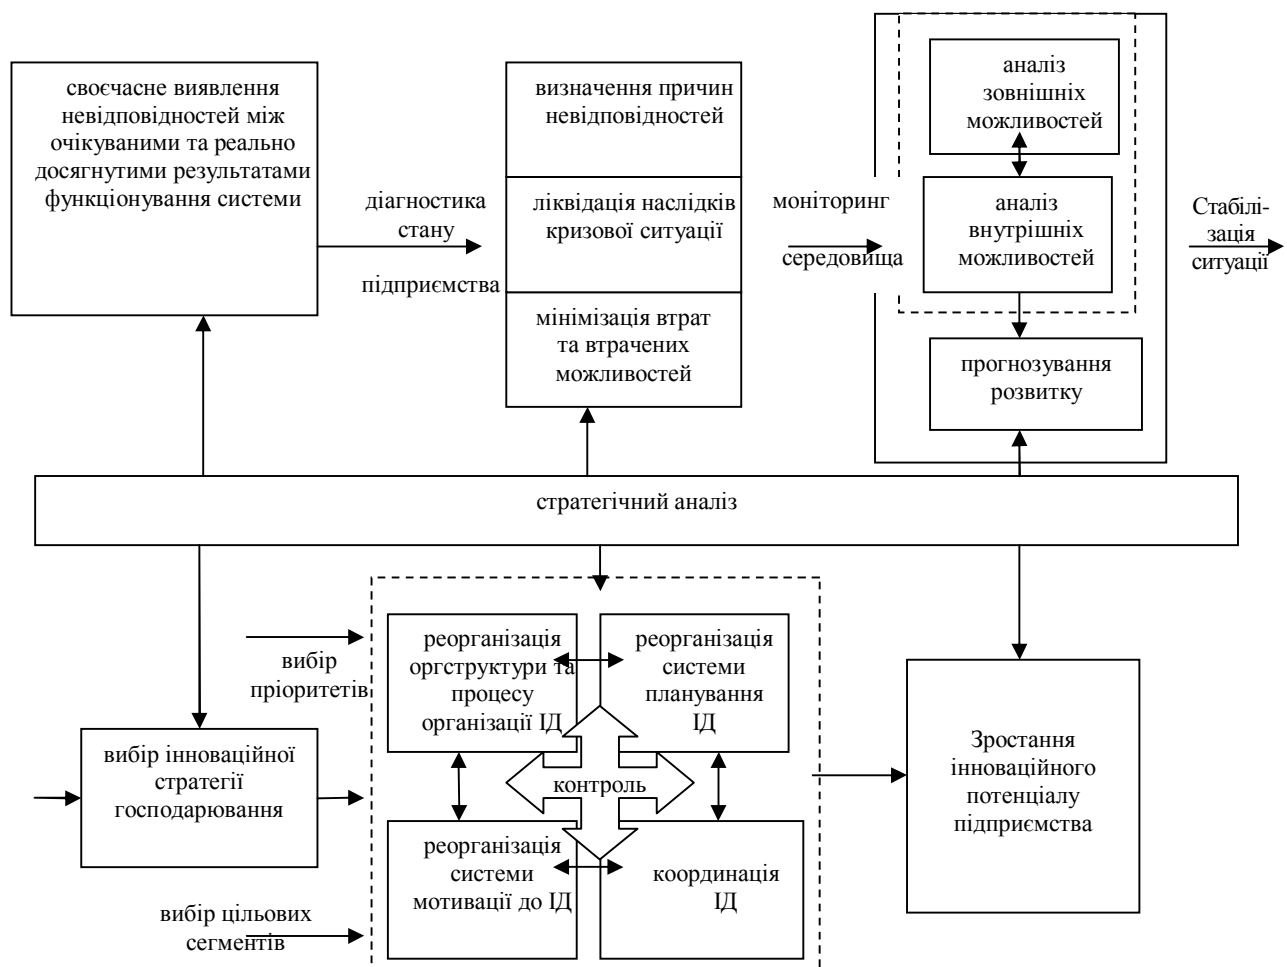 своєчасне виявлення
невідповідностей між
очікуваними та реально
досягнутими результатами
функціонування системи
діагностика
стану
підприємства
визначення причин
невідповідностей
ліквідація наслідків
кризової ситуації
мінімізація втрат
та втрачених
можливостей
моніторинг
середовища
аналіз
зовнішніх
можливостей
аналіз
внутрішніх
можливостей
прогнозування
розвитку
Стабілі-
зація
ситуації
стратегічний аналіз
вибір
пріоритетів
вибір інноваційної
стратегії
господарювання
вибір цільових
сегментів
реорганізація
оргструктури та
процесу
організації ІД
реорганізація
системи
планування
ІД
контроль
реорганізація
системи
мотивації до ІД
координація
ІД
Зростання
інноваційного
потенціалу
підприємства